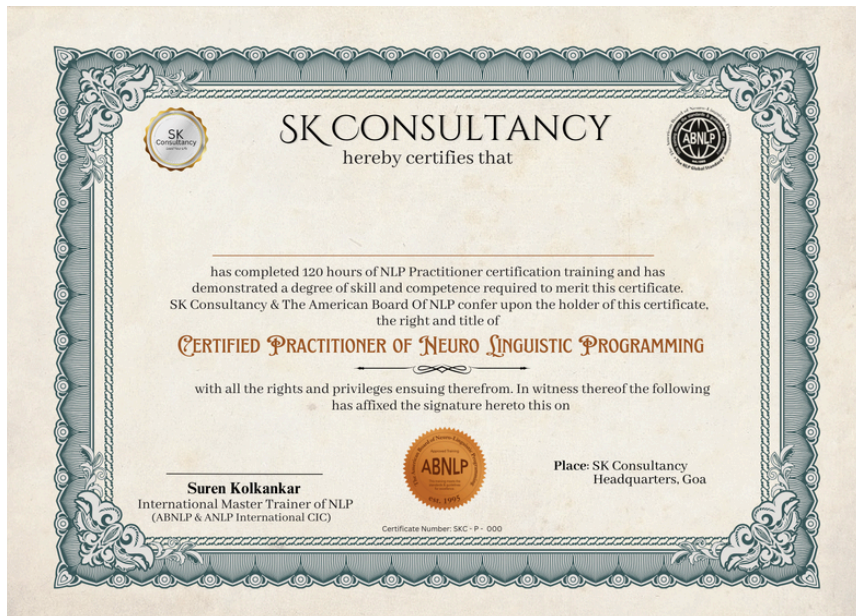 SK CONSULTANCY
hereby certifies that
SK
Consultancy
ABNLP
The NLP Global Standard
has completed 120 hours of NLP Practitioner certification training and has
demonstrated a degree of skill and competence required to merit this certificate.
SK Consultancy & The American Board Of NLP confer upon the holder of this certificate,
the right and title of
CERTIFIED PRACTITIONER OF NEURO LINGUISTIC PROGRAMMING
with all the rights and privileges ensuing therefrom. In witness thereof the following
has affixed the signature hereto this on
Suren Kolkankar
International Master Trainer of NLP
(ABNLP & ANLP International CIC)
ABNLP
est. 1995
Place: SK Consultancy
Headquarters, Goa
Certificate Number: SKC - P - 000